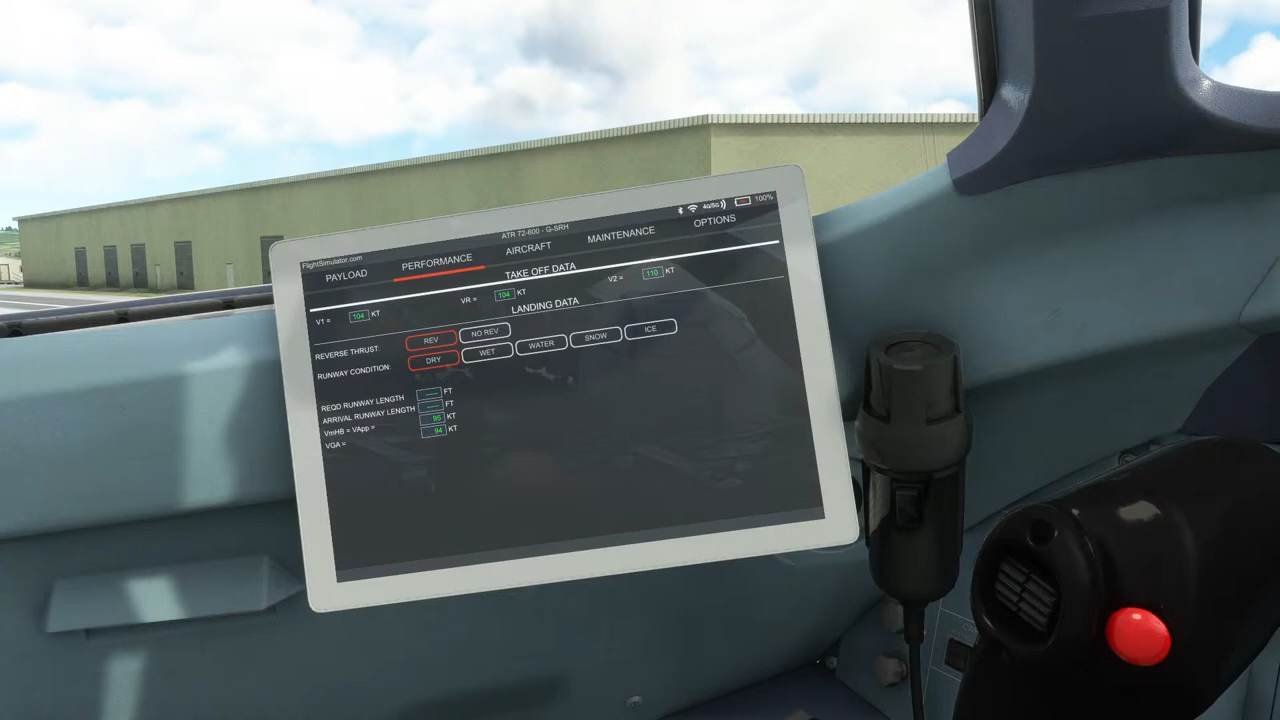 FlightSimulator.com
ATR 72-600 - G-SRH
4G/5G 100%
PAYLOAD PERFORMANCE AIRCRAFT MAINTENANCE OPTIONS
TAKE OFF DATA
V1 = 104 KT VR = 104 KT V2 = 110 KT
LANDING DATA
REVERSE THRUST: REV NO REV
RUNWAY CONDITION: DRY WET WATER SNOW ICE
REQD RUNWAY LENGTH ---- FT
ARRIVAL RUNWAY LENGTH ---- FT
VmHB = VApp = 95 KT
VGA = 94 KT